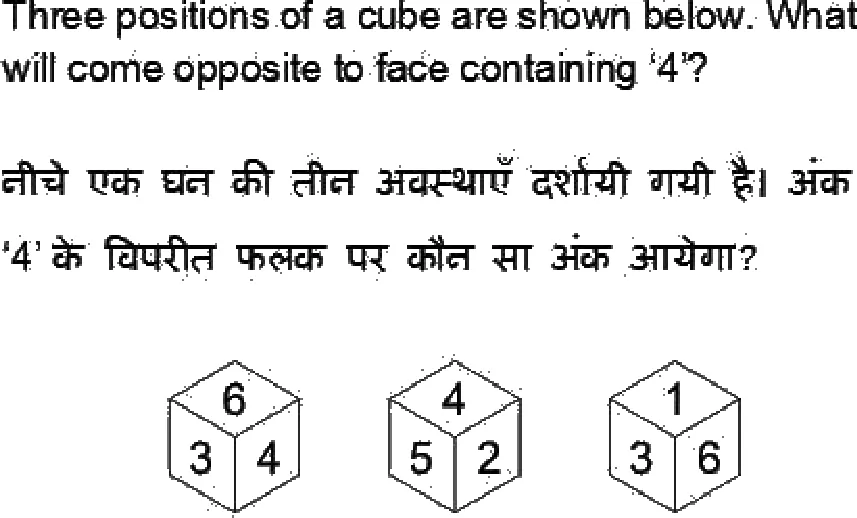 Three positions of a cube are shown below. What
will come opposite to face containing '4'?
नीचे एक घन की तीन अवस्थाएँ दर्शायी गयी है। अंक
'4' के विपरीत फलक पर कौन सा अंक आयेगा?
6 4 1
3 4 5 2 3 6